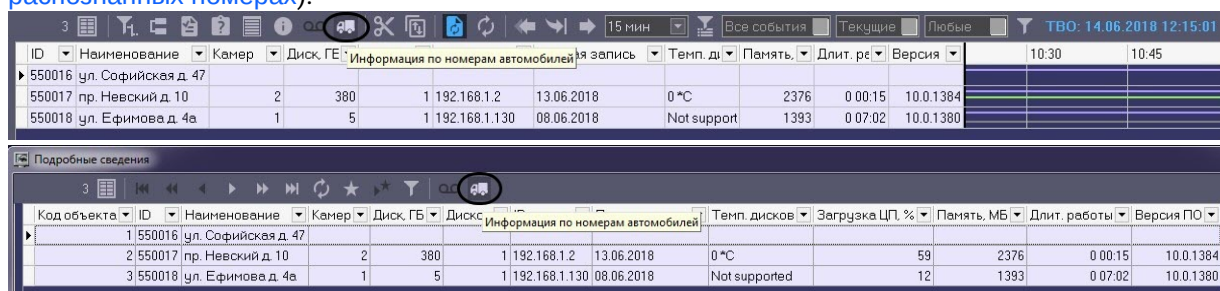 распознанных номерах).
3 15 мин Все события Текущие Любые ТВО: 14.06.2018 12:15:01
ID Наименование Камер Диск, ГБ ая запись Темп. ди Память, Длит. ре Версия 10:30 10:45
Информация по номерам автомобилей
550016 ул. Софийская д. 47
550017 пр. Невский д. 10 2 380 1 192.168.1.2 13.06.2018 0 *C 2376 0 00:15 10.0.1384
550018 ул. Ефимова д. 4а 1 5 1 192.168.1.130 08.06.2018 Not support 1393 0 07:02 10.0.1380
Подробные сведения
3
Код объекта ID Наименование Камер Диск, ГБ Диско Темп. дисков Загрузка ЦП, % Память, МБ Длит. работы Версия ПО
Информация по номерам автомобилей
1 550016 ул. Софийская д. 47
2 550017 пр. Невский д. 10 2 380 1 192.168.1.2 13.06.2018 0 *C 59 2376 0 00:15 10.0.1384
3 550018 ул. Ефимова д. 4а 1 5 1 192.168.1.130 08.06.2018 Not supported 12 1393 0 07:02 10.0.1380